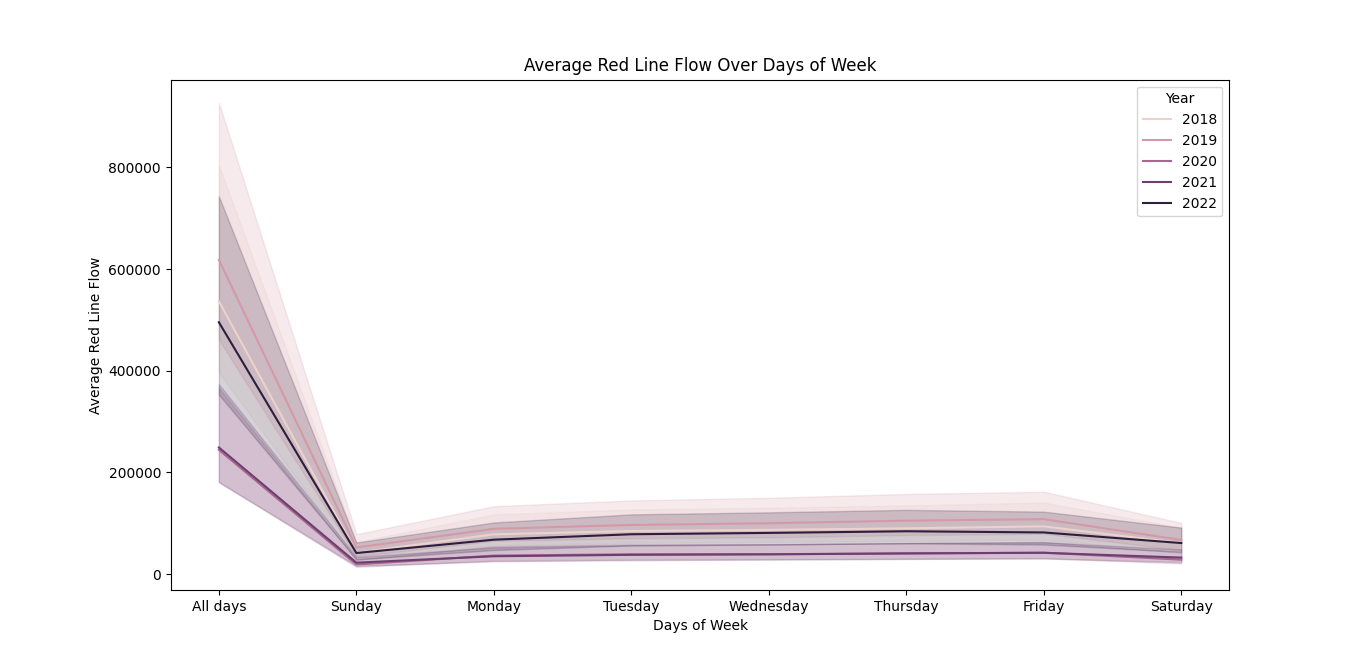 Average Red Line Flow Over Days of Week
Year
2018
2019
2020
2021
2022
800000
600000
400000
200000
0
Average Red Line Flow
All days Sunday Monday Tuesday Wednesday Thursday Friday Saturday
Days of Week